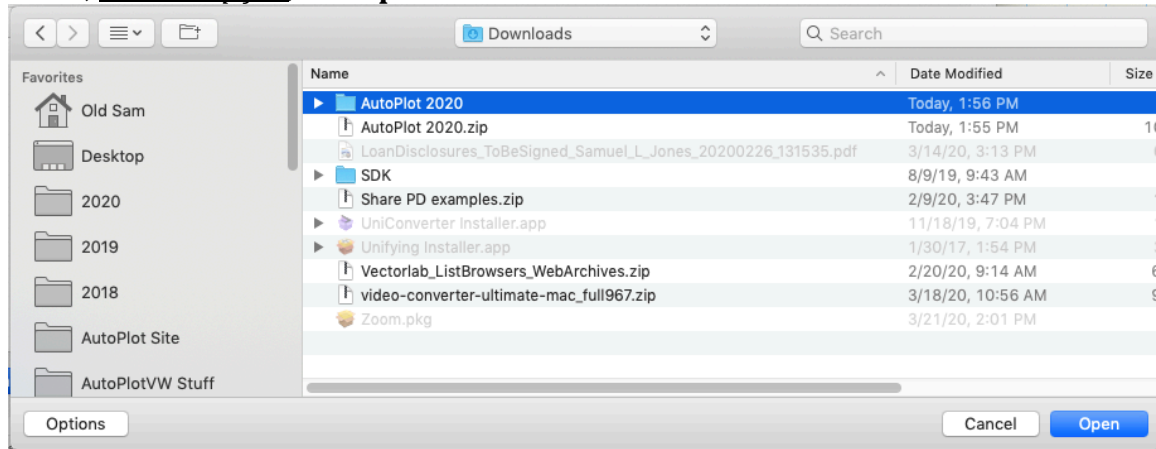 Downloads
Search
Favorites
Old Sam
Desktop
2020
2019
2018
AutoPlot Site
AutoPlotVW Stuff
Name Date Modified Size
AutoPlot 2020 Today, 1:56 PM
AutoPlot 2020.zip Today, 1:55 PM
LoanDisclosures_ToBeSigned_Samuel_L_Jones_20200226_131535.pdf 3/14/20, 3:13 PM
SDK 8/9/19, 9:43 AM
Share PD examples.zip 2/9/20, 3:47 PM
UniConverter Installer.app 11/18/19, 7:04 PM
Unifying Installer.app 1/30/17, 1:54 PM
Vectorlab_ListBrowsers_WebArchives.zip 2/20/20, 9:14 AM
video-converter-ultimate-mac_full967.zip 3/18/20, 10:56 AM
Zoom.pkg 3/21/20, 2:01 PM
Options Cancel Open